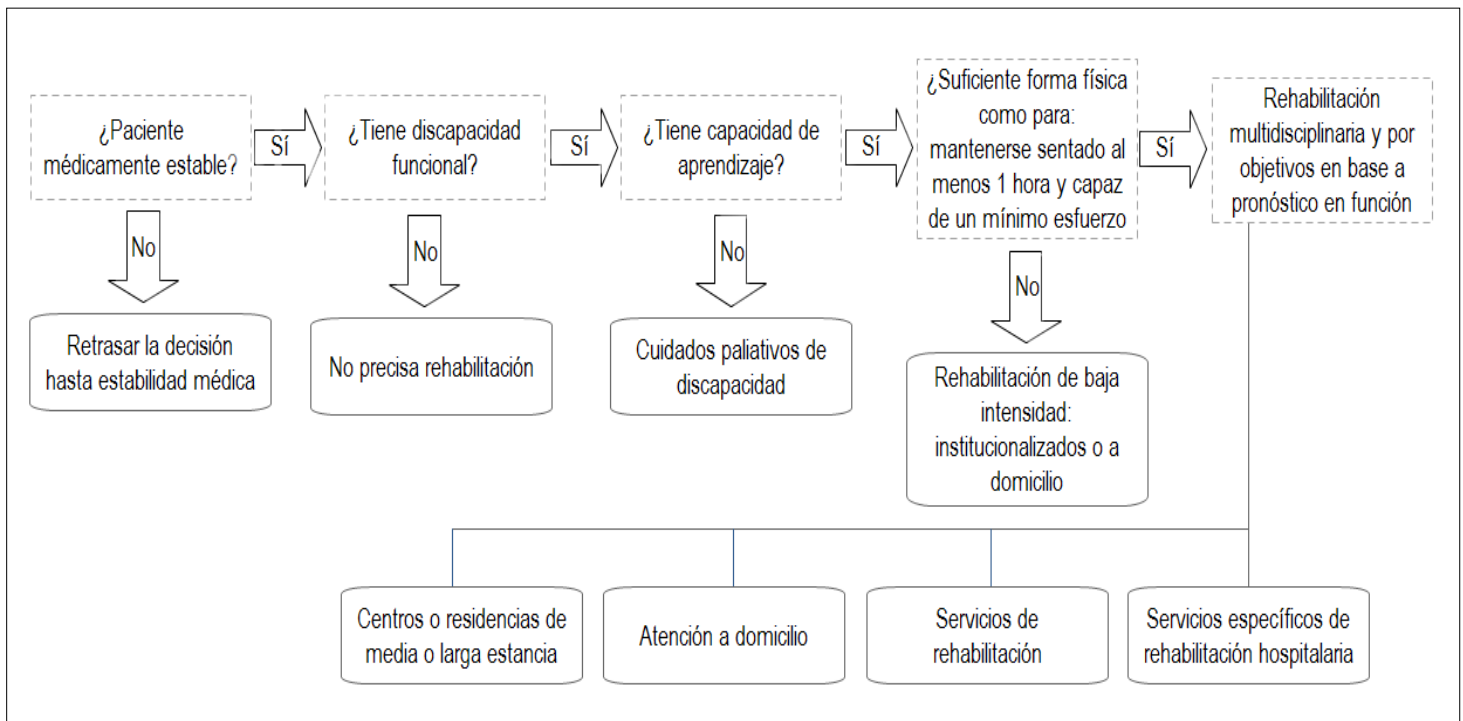 ¿Paciente
médicamente estable?
Sí
¿Tiene discapacidad
funcional?
Sí
¿Tiene capacidad de
aprendizaje?
Sí
¿Suficiente forma física
como para:
mantenerse sentado al
menos 1 hora y capaz
de un mínimo esfuerzo
Sí
Rehabilitación
multidisciplinaria y por
objetivos en base a
pronóstico en función
No
No
No
No
Retrasar la decisión
hasta estabilidad médica
No precisa rehabilitación
Cuidados paliativos de
discapacidad
Rehabilitación de baja
intensidad:
institucionalizados o a
domicilio
Centros o residencias de
media o larga estancia
Atención a domicilio
Servicios de
rehabilitación
Servicios específicos de
rehabilitación hospitalaria